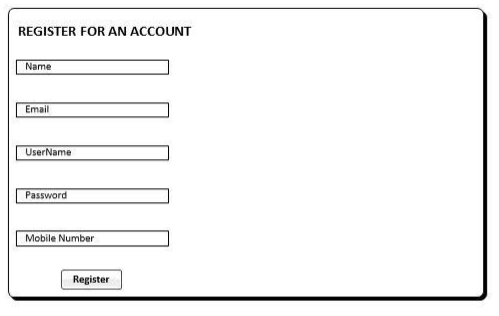 REGISTER FOR AN ACCOUNT
Name
Email
UserName
Password
Mobile Number
Register